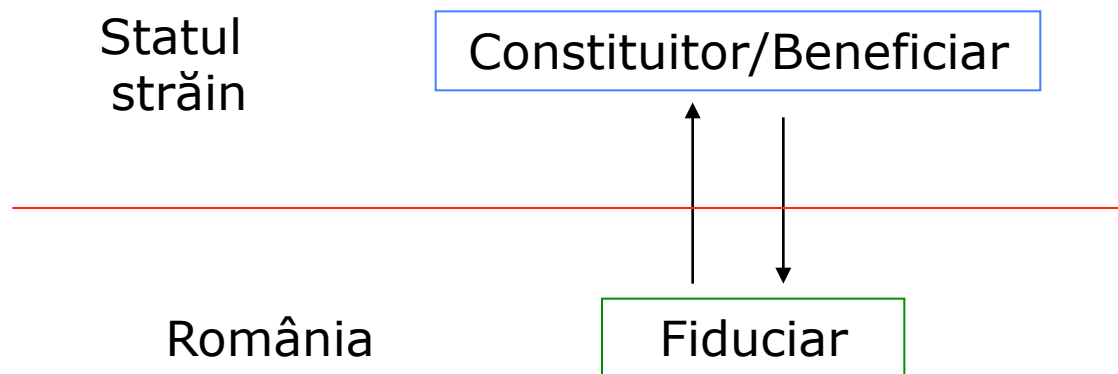 Statul
străin
Constituitor/Beneficiar
România
Fiduciar